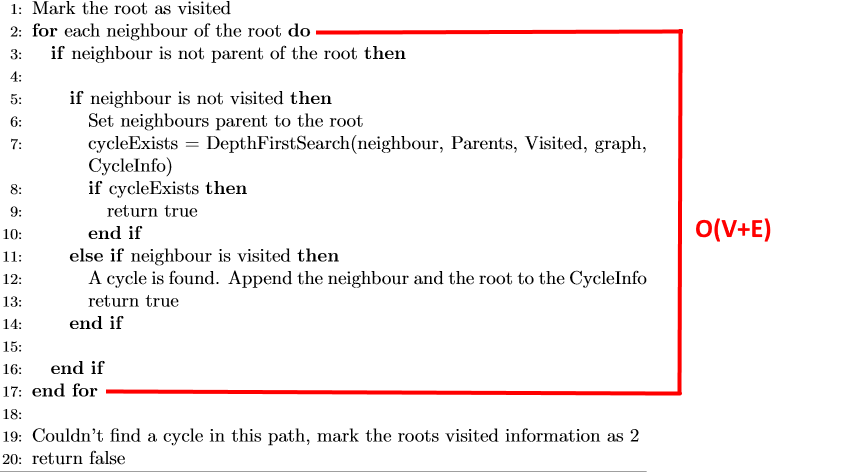 1: Mark the root as visited
2: for each neighbour of the root do
3: if neighbour is not parent of the root then
4:
5: if neighbour is not visited then
6: Set neighbours parent to the root
7: cycleExists = DepthFirstSearch(neighbour, Parents, Visited, graph,
CycleInfo)
8: if cycleExists then
9: return true
O(V+E)
10: end if
11: else if neighbour is visited then
12: A cycle is found. Append the neighbour and the root to the CycleInfo
13: return true
14: end if
15:
16: end if
17: end for
18:
19: Couldn't find a cycle in this path, mark the roots visited information as 2
20: return false